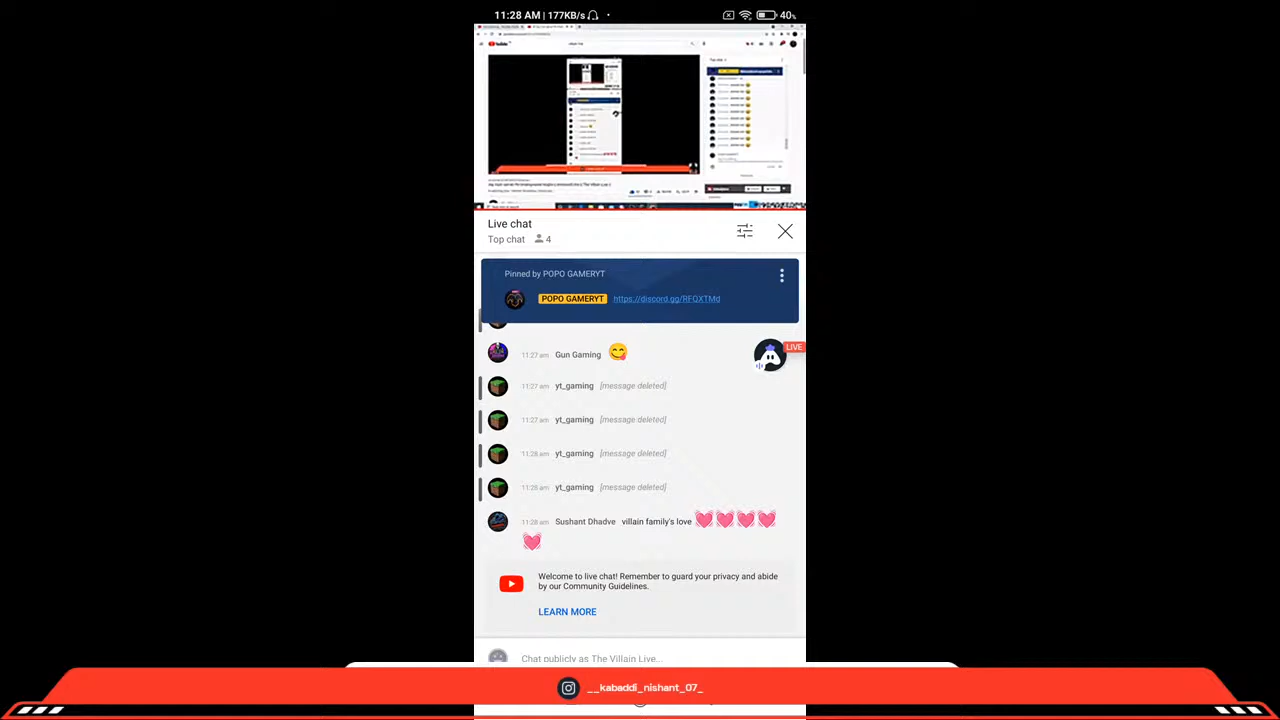 11:28 AM | 177KB/s
40%
YouTube
Top chat
Live chat
Top chat 4
Pinned by POPO GAMERYT
POPO GAMERYT https://discord.gg/RFQXTMd
11:27 am Gun Gaming 😋
LIVE
11:27 am yt_gaming [message deleted]
11:27 am yt_gaming [message deleted]
11:28 am yt_gaming [message deleted]
11:28 am yt_gaming [message deleted]
11:28 am Sushant Dhadve villain family's love 💓💓💓💓
💓
Welcome to live chat! Remember to guard your privacy and abide
by our Community Guidelines.
LEARN MORE
Chat publicly as The Villain Live...
__kabaddi_nishant_07_